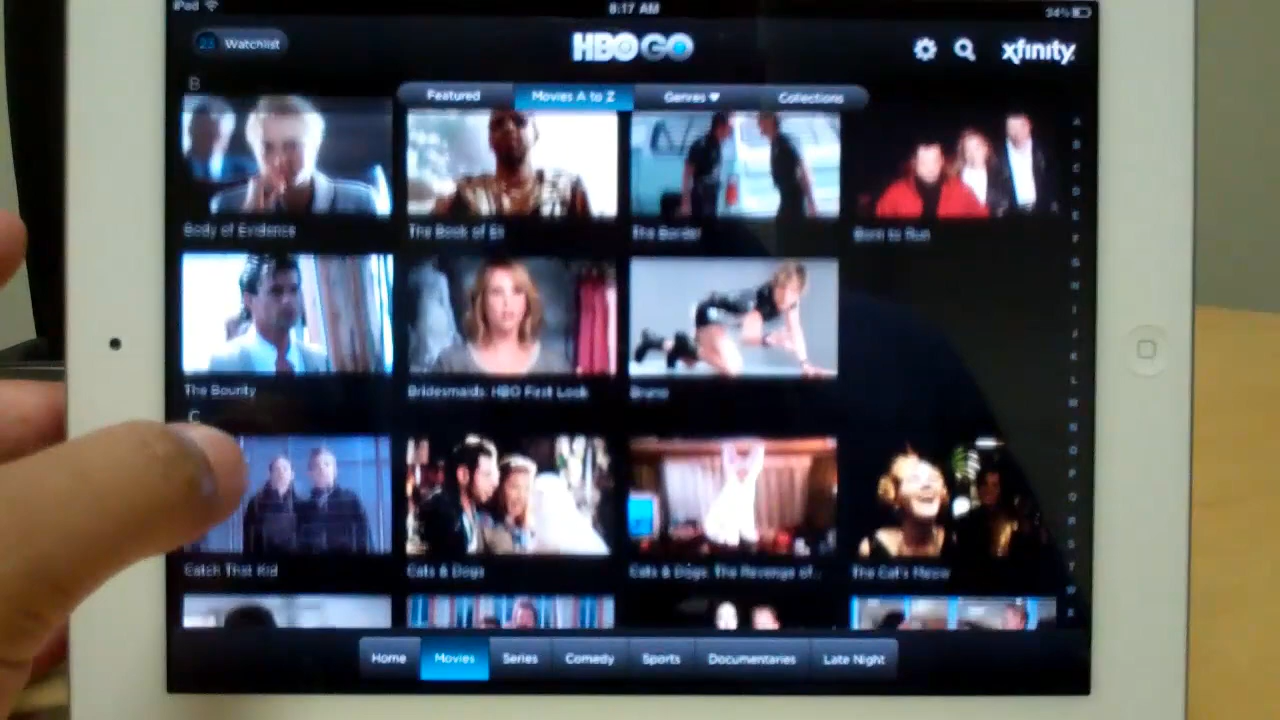 iPod 8:17 AM 34%
23 Watchlist HBO GO xfinity
B
Featured Movies A to Z Genres Collections
Body of Evidence The Book of Eli The Border Born to Run
The Bounty Bridesmaids: HBO First Look Bruno
C
Catch That Kid Cats & Dogs Cats & Dogs: The Revenge of... The Cat's Meow
Home Movies Series Comedy Sports Documentaries Late Night